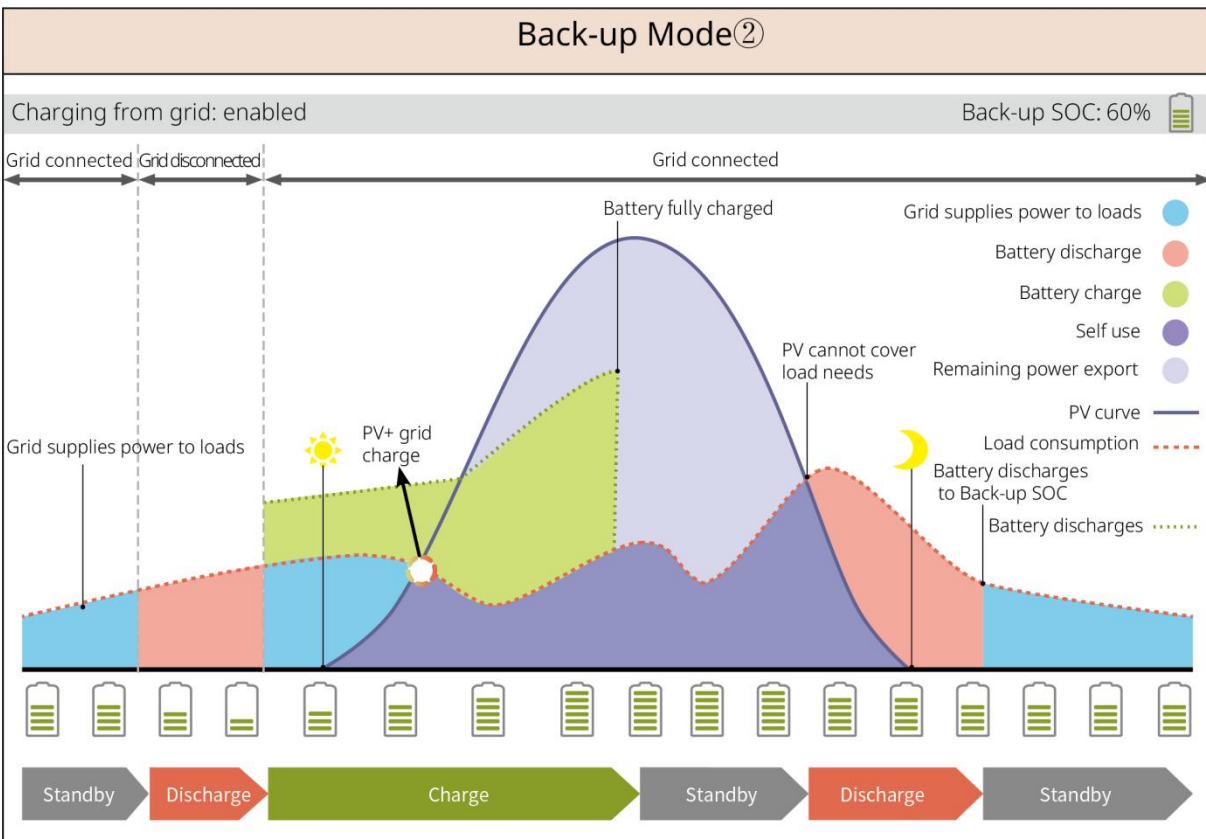 Back-up Mode②
Charging from grid: enabled
Back-up SOC: 60%
Grid connected
Grid disconnected
Grid connected
Battery fully charged
Grid supplies power to loads
Battery discharge
Battery charge
Self use
PV cannot cover
load needs
Remaining power export
PV curve
Grid supplies power to loads
PV+ grid
charge
Load consumption
Battery discharges
to Back-up SOC
Battery discharges
Standby
Discharge
Charge
Standby
Discharge
Standby